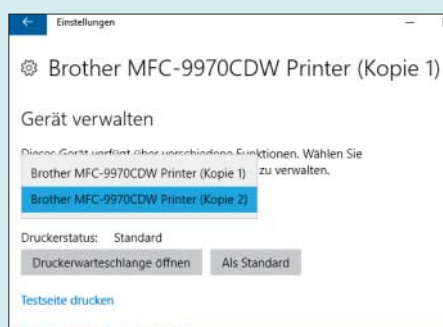 Einstellungen
Brother MFC-9970CDW Printer (Kopie 1)
Gerät verwalten
Dieses Gerät verfügt über verschiedene Funktionen. Wählen Sie
Brother MFC-9970CDW Printer (Kopie 1) zu verwalten.
Brother MFC-9970CDW Printer (Kopie 2)
Druckerstatus: Standard
Druckerwarteschlange öffnen Als Standard
Testseite drucken